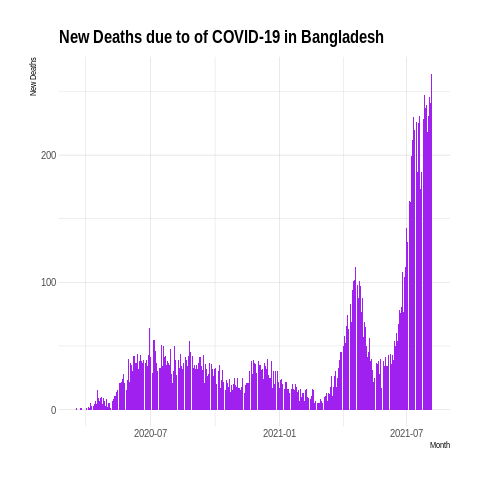 New Deaths due to of COVID-19 in Bangladesh
New Deaths
200
100
0
2020-07 2021-01 2021-07
Month